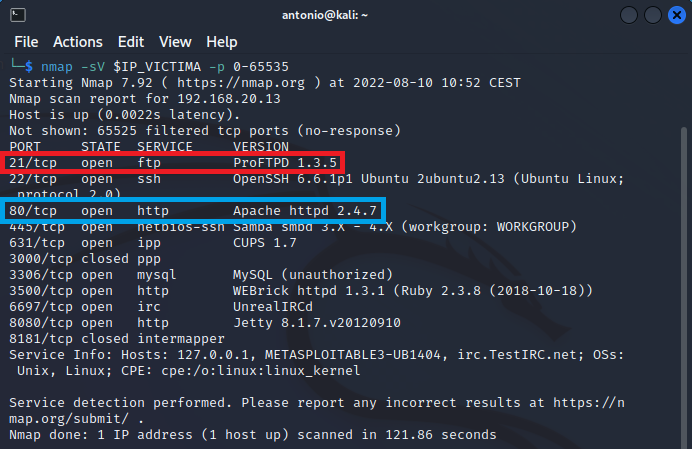 antonio@kali: ~
File Actions Edit View Help
└─$ nmap -sV $IP_VICTIMA -p 0-65535
Starting Nmap 7.92 ( https://nmap.org ) at 2022-08-10 10:52 CEST
Nmap scan report for 192.168.20.13
Host is up (0.0022s latency).
Not shown: 65525 filtered tcp ports (no-response)
PORT     STATE  SERVICE     VERSION
21/tcp   open   ftp         ProFTPD 1.3.5
22/tcp   open   ssh         OpenSSH 6.6.1p1 Ubuntu 2ubuntu2.13 (Ubuntu Linux;
 protocol 2.0)
80/tcp   open   http        Apache httpd 2.4.7
445/tcp  open   netbios-ssn Samba smbd 3.X - 4.X (workgroup: WORKGROUP)
631/tcp  open   ipp         CUPS 1.7
3000/tcp closed ppp
3306/tcp open   mysql       MySQL (unauthorized)
3500/tcp open   http        WEBrick httpd 1.3.1 (Ruby 2.3.8 (2018-10-18))
6697/tcp open   irc         UnrealIRCd
8080/tcp open   http        Jetty 8.1.7.v20120910
8181/tcp closed intermapper
Service Info: Hosts: 127.0.0.1, METASPLOITABLE3-UB1404, irc.TestIRC.net; OSs:
 Unix, Linux; CPE: cpe:/o:linux:linux_kernel

Service detection performed. Please report any incorrect results at https://n
map.org/submit/ .
Nmap done: 1 IP address (1 host up) scanned in 121.86 seconds